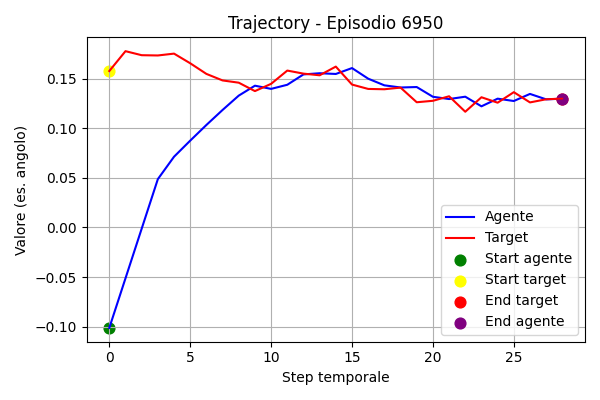 Trajectory - Episodio 6950
Valore (es. angolo)
0.15
0.10
0.05
0.00
−0.05
−0.10
0
5
10
15
20
25
Step temporale
Agente
Target
Start agente
Start target
End target
End agente